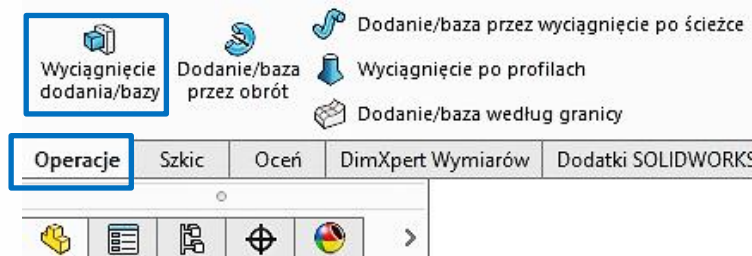 Wyciągnięcie
dodania/bazy
Dodanie/baza
przez obrót
Dodanie/baza przez wyciągnięcie po ścieżce
Wyciągnięcie po profilach
Dodanie/baza według granicy
Operacje
Szkic
Oceń
DimXpert Wymiarów
Dodatki SOLIDWORKS